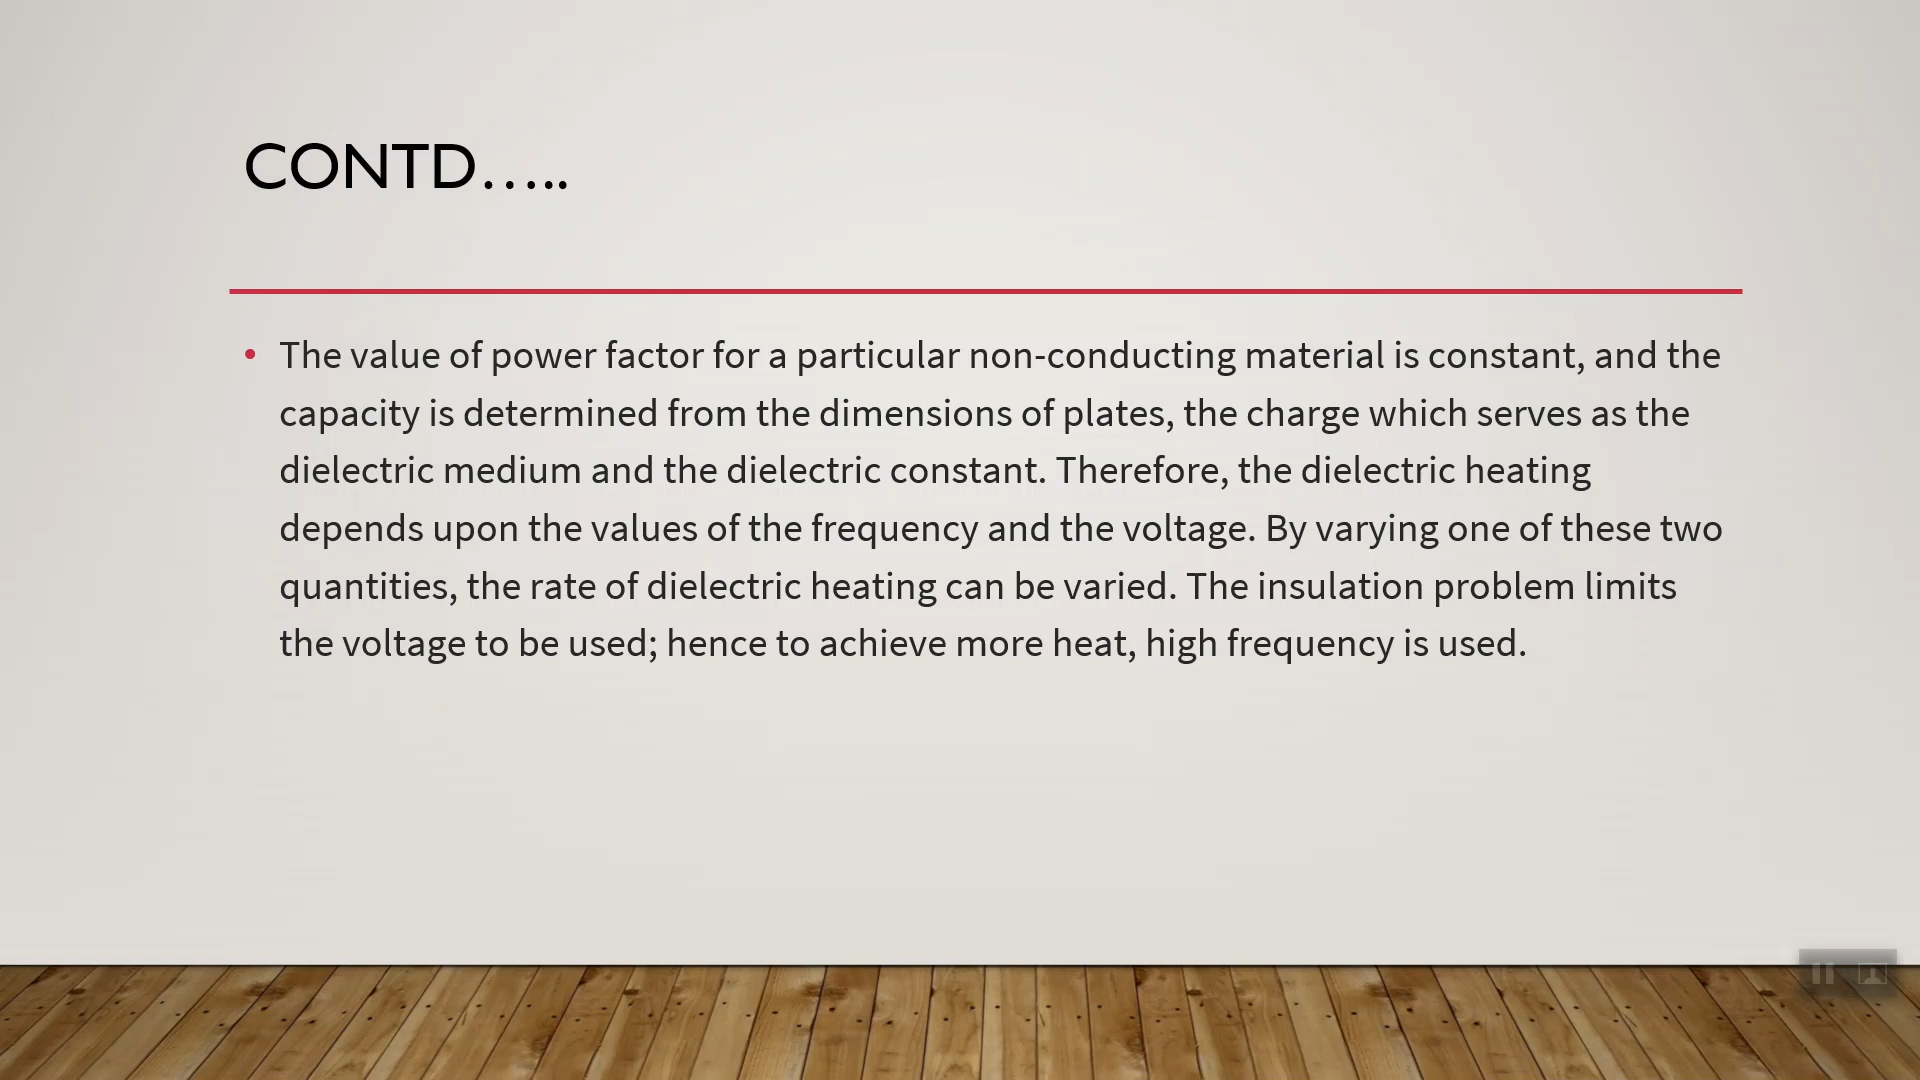 CONTD…..
• The value of power factor for a particular non-conducting material is constant, and the
capacity is determined from the dimensions of plates, the charge which serves as the
dielectric medium and the dielectric constant. Therefore, the dielectric heating
depends upon the values of the frequency and the voltage. By varying one of these two
quantities, the rate of dielectric heating can be varied. The insulation problem limits
the voltage to be used; hence to achieve more heat, high frequency is used.